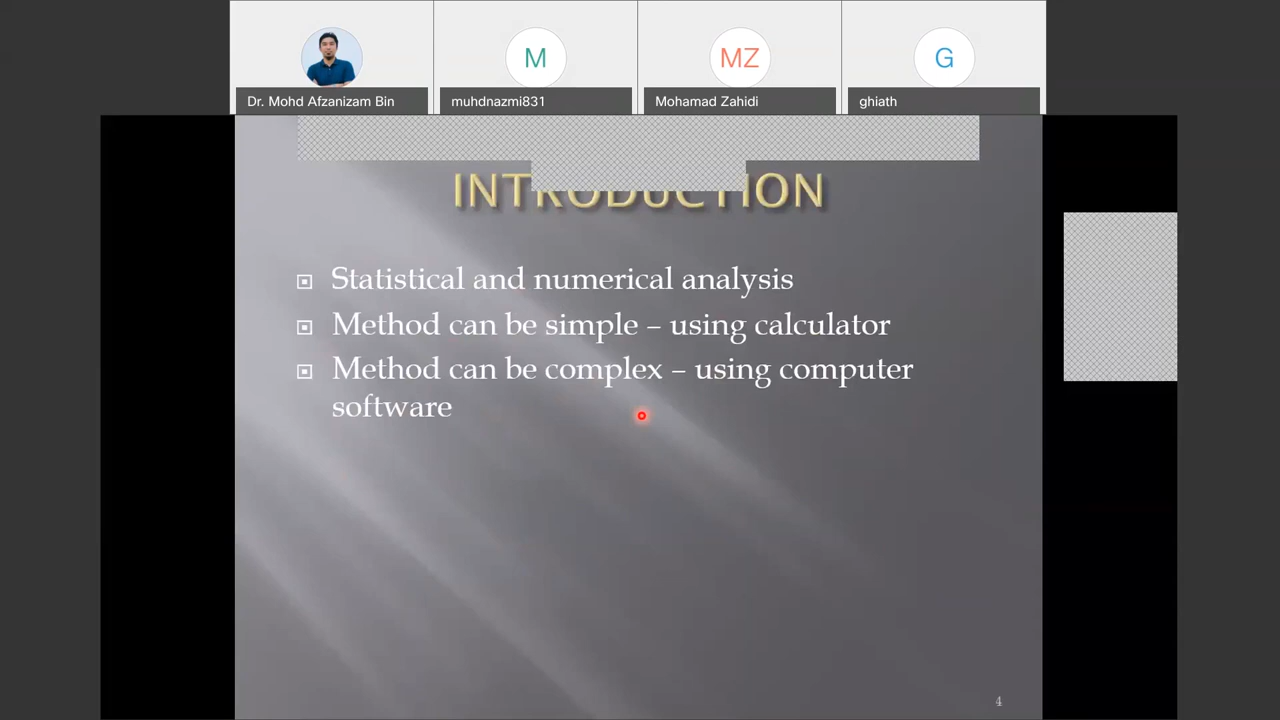 M
MZ
G
Dr. Mohd Afzanizam Bin
muhdnazmi831
Mohamad Zahidi
ghiath
INTRODUCTION
Statistical and numerical analysis
Method can be simple – using calculator
Method can be complex – using computer
software
4